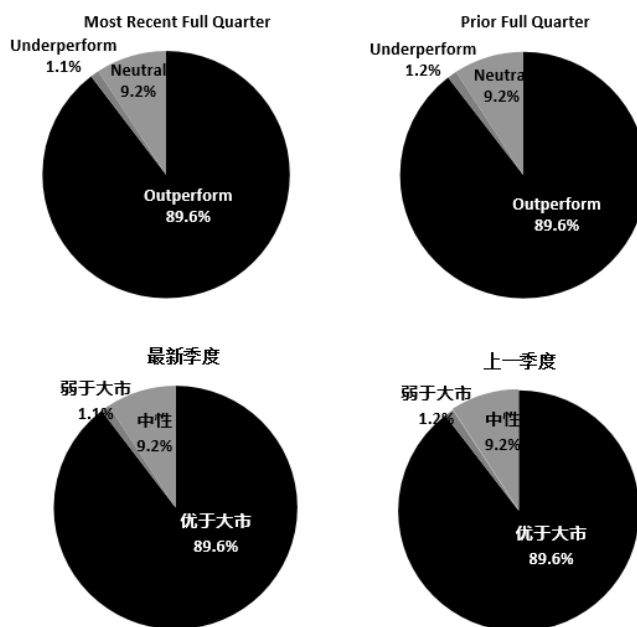 Most Recent Full Quarter
Underperform
1.1%
Neutral
9.2%
Outperform
89.6%
Prior Full Quarter
Underperform
1.2%
Neutral
9.2%
Outperform
89.6%
最新季度
弱于大市
1.1%
中性
9.2%
优于大市
89.6%
上一季度
弱于大市
1.2%
中性
9.2%
优于大市
89.6%